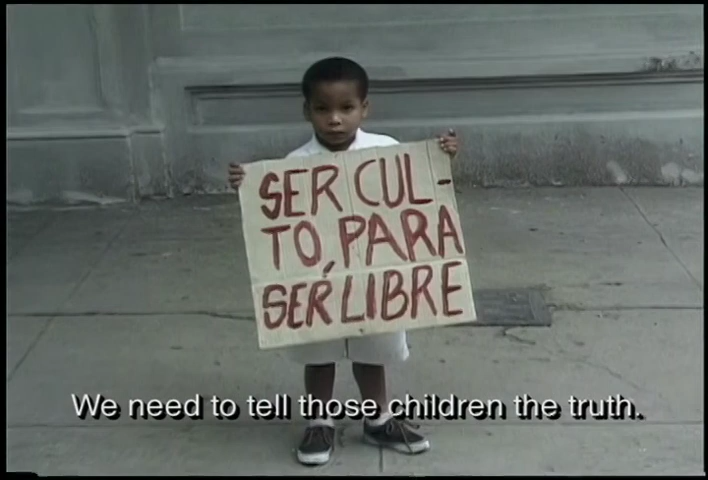 SER CUL-
TO, PARA
SER LIBRE
We need to tell those children the truth.